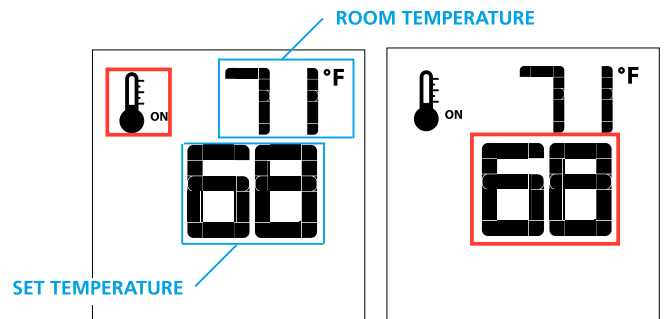 ROOM TEMPERATURE
71°F
ON
68
SET TEMPERATURE
71°F
ON
68